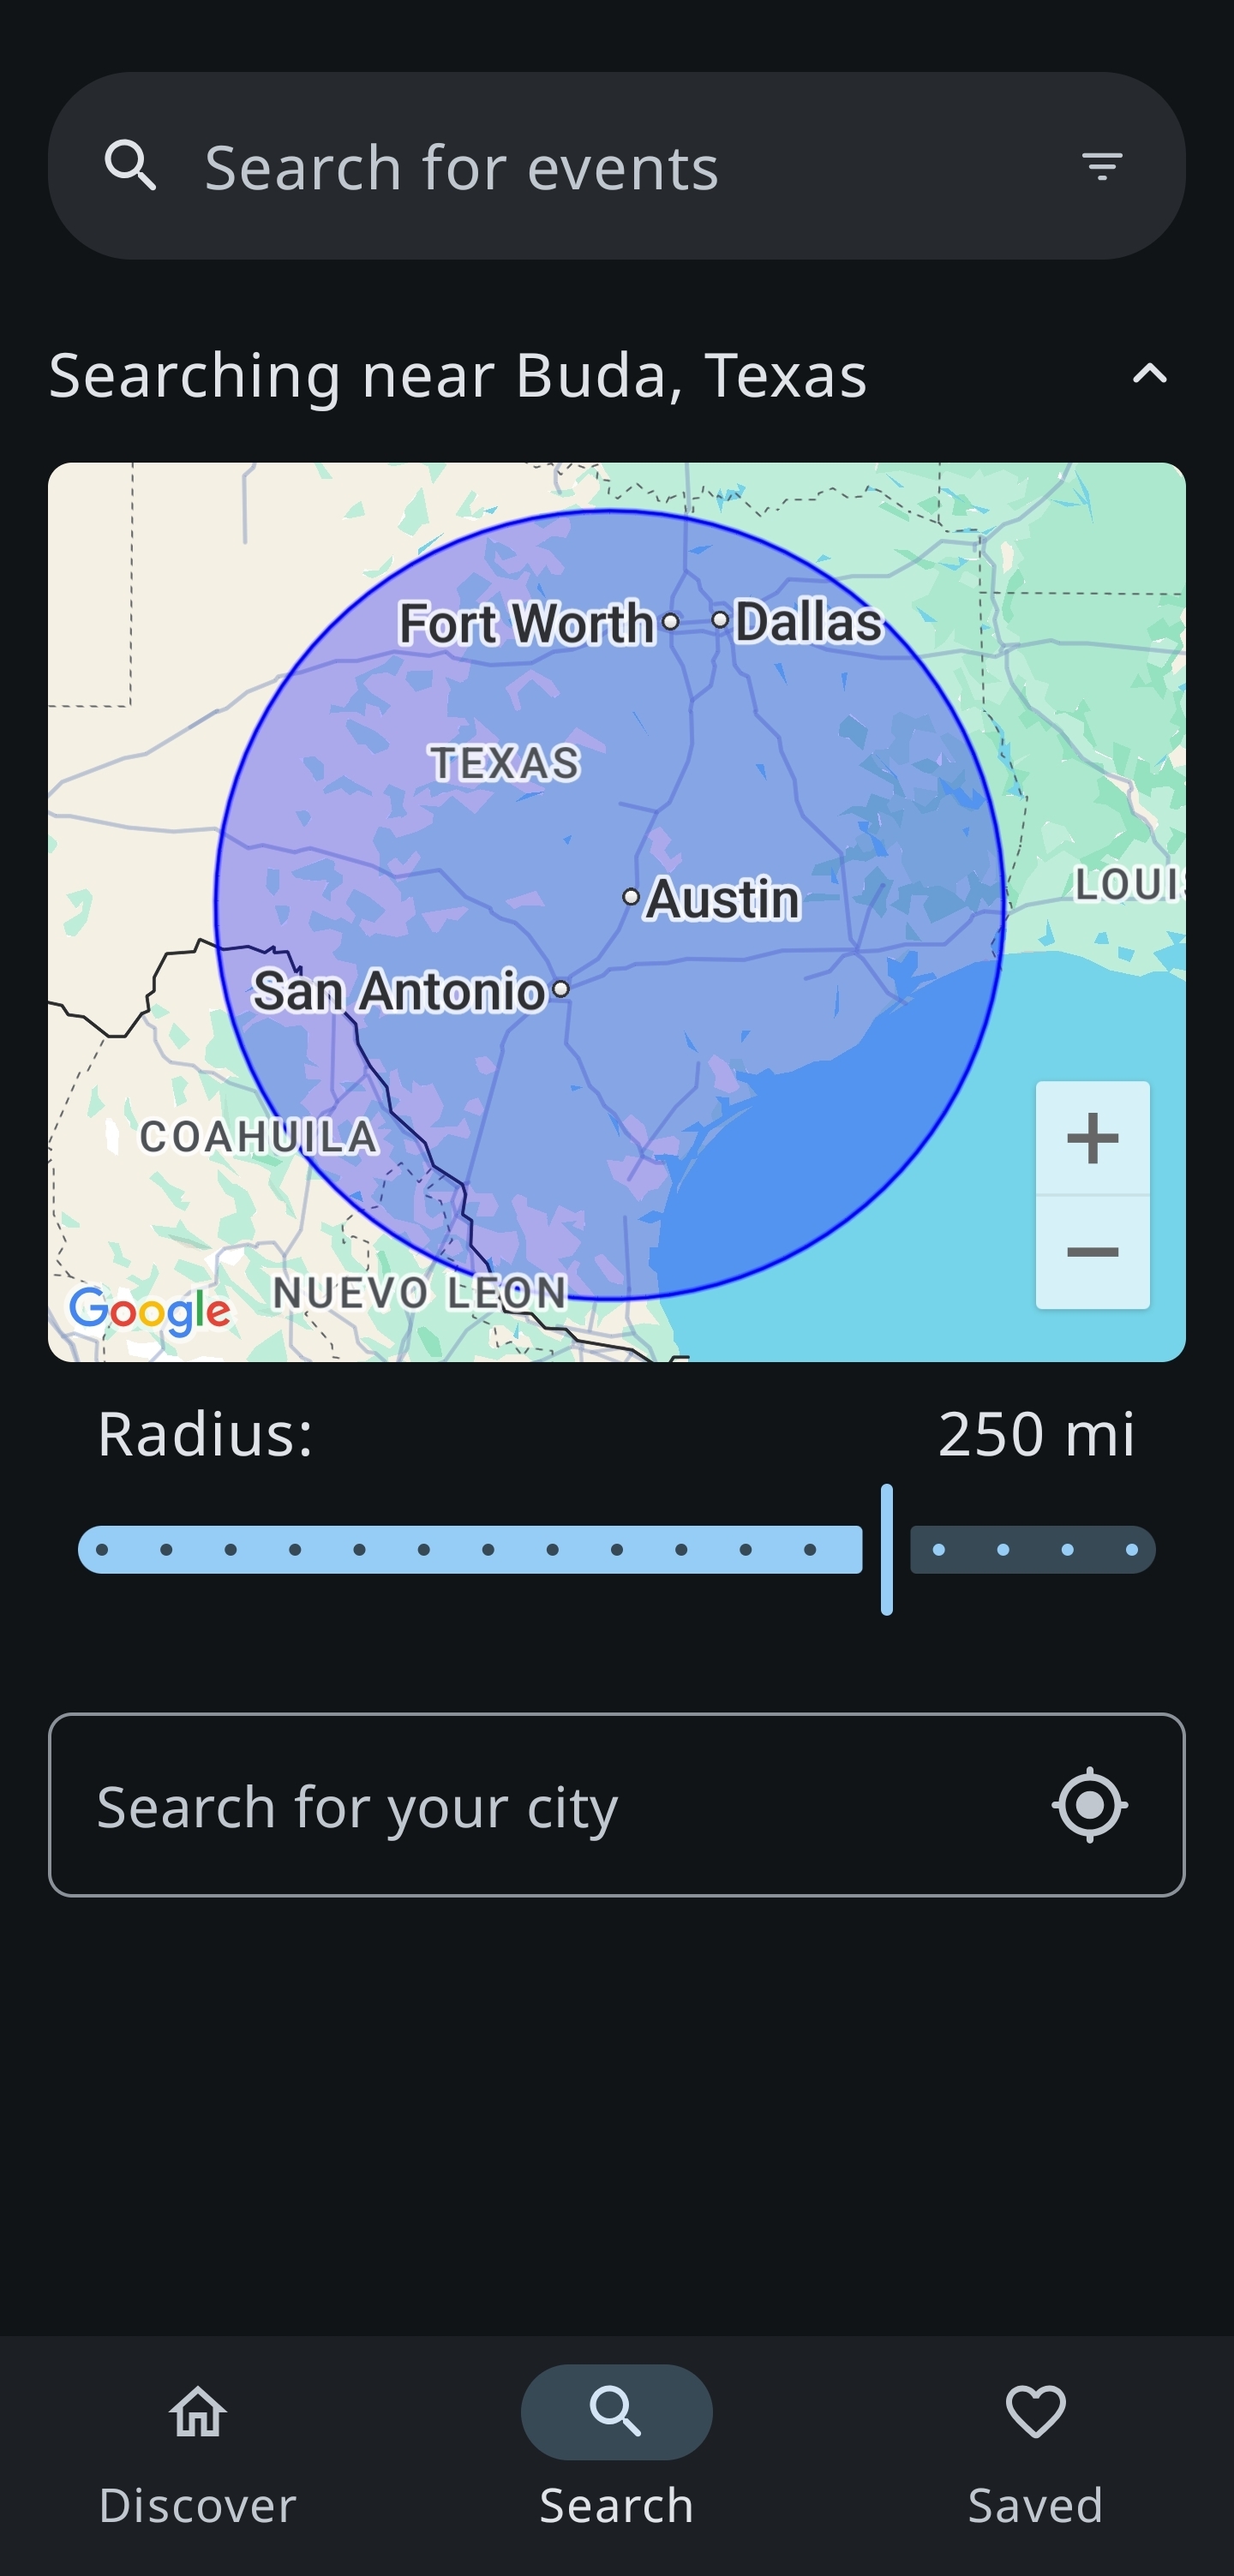 Search for events
Searching near Buda, Texas
Fort Worth
Dallas
TEXAS
Austin
LOUIS
San Antonio
COAHUILA
NUEVO LEON
Google
Radius:
250 mi
Search for your city
Discover
Search
Saved